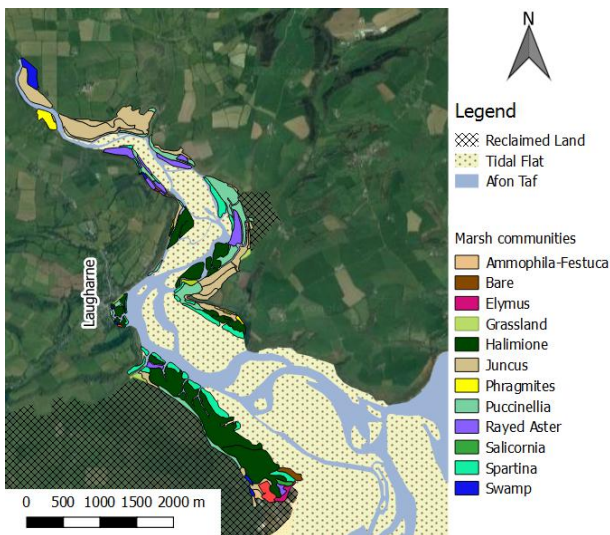 N
Legend
Reclaimed Land
Tidal Flat
Afon Taf
Marsh communities
Ammophila-Festuca
Bare
Elymus
Grassland
Halimione
Juncus
Phragmites
Puccinellia
Rayed Aster
Salicornia
Spartina
Swamp
Laugharne
0 500 1000 1500 2000 m